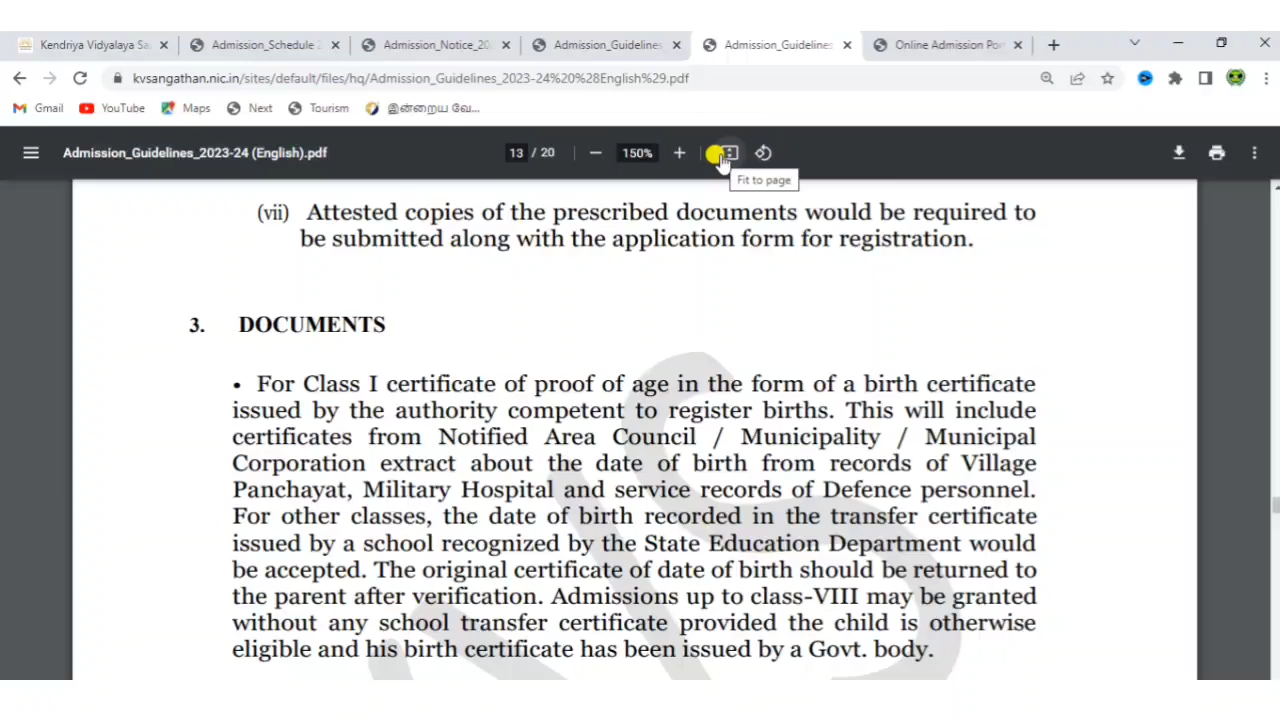 Kendriya Vidyalaya Sa
Admission_Schedule 2
Admission_Notice_20
Admission_Guidelines
Admission_Guidelines
Online Admission Por
kvsangathan.nic.in/sites/default/files/hq/Admission_Guidelines_2023-24%20%28English%29.pdf
Gmail
YouTube
Maps
Next
Tourism
இன்றைய வே...
Admission_Guidelines_2023-24 (English).pdf
13 / 20
150%
Fit to page
(vii) Attested copies of the prescribed documents would be required to
be submitted along with the application form for registration.
3. DOCUMENTS
• For Class I certificate of proof of age in the form of a birth certificate
issued by the authority competent to register births. This will include
certificates from Notified Area Council / Municipality / Municipal
Corporation extract about the date of birth from records of Village
Panchayat, Military Hospital and service records of Defence personnel.
For other classes, the date of birth recorded in the transfer certificate
issued by a school recognized by the State Education Department would
be accepted. The original certificate of date of birth should be returned to
the parent after verification. Admissions up to class-VIII may be granted
without any school transfer certificate provided the child is otherwise
eligible and his birth certificate has been issued by a Govt. body.